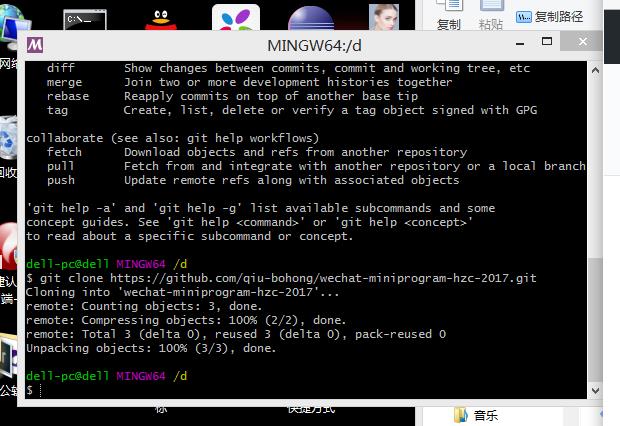 复制
粘贴
复制路径
网络
C:\_
MINGW64:/d
diff Show changes between commits, commit and working tree, etc
merge Join two or more development histories together
rebase Reapply commits on top of another base tip
tag Create, list, delete or verify a tag object signed with GPG
collaborate (see also: git help workflows)
fetch Download objects and refs from another repository
pull Fetch from and integrate with another repository or a local branch
push Update remote refs along with associated objects
'git help -a' and 'git help -g' list available subcommands and some
concept guides. See 'git help <command>' or 'git help <concept>'
to read about a specific subcommand or concept.
dell-pc@dell MINGW64 /d
$ git clone https://github.com/qiu-bohong/wechat-miniprogram-hzc-2017.git
Cloning into 'wechat-miniprogram-hzc-2017'...
remote: Counting objects: 3, done.
remote: Compressing objects: 100% (2/2), done.
remote: Total 3 (delta 0), reused 3 (delta 0), pack-reused 0
Unpacking objects: 100% (3/3), done.
dell-pc@dell MINGW64 /d
$
回收
捷认
端-
公软
标
快捷方式
音乐